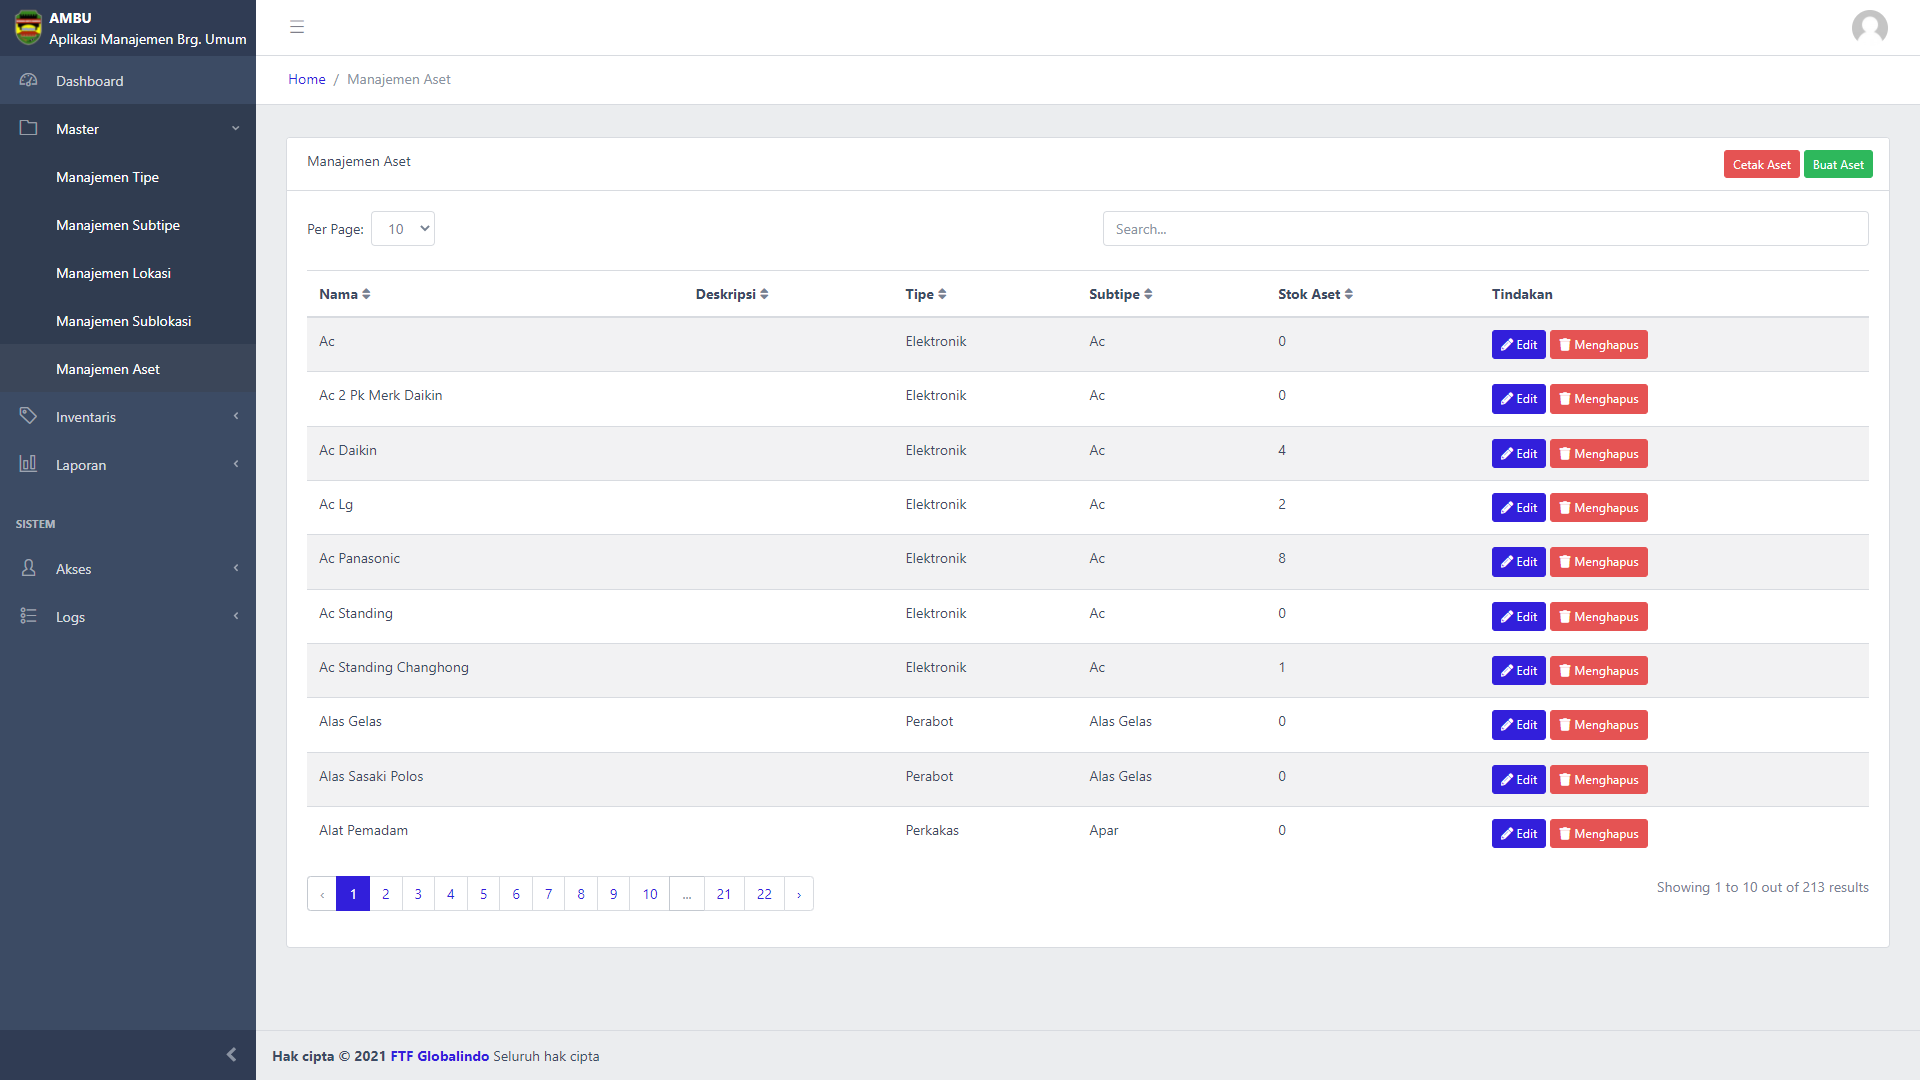 AMBU
Aplikasi Manajemen Brg. Umum
Dashboard
Master
Manajemen Tipe
Manajemen Subtipe
Manajemen Lokasi
Manajemen Sublokasi
Manajemen Aset
Inventaris
Laporan
SISTEM
Akses
Logs
Home / Manajemen Aset
Manajemen Aset
Cetak Aset Buat Aset
Per Page: 10 Search...
Nama Deskripsi Tipe Subtipe Stok Aset Tindakan
Ac Elektronik Ac 0 Edit Menghapus
Ac 2 Pk Merk Daikin Elektronik Ac 0 Edit Menghapus
Ac Daikin Elektronik Ac 4 Edit Menghapus
Ac Lg Elektronik Ac 2 Edit Menghapus
Ac Panasonic Elektronik Ac 8 Edit Menghapus
Ac Standing Elektronik Ac 0 Edit Menghapus
Ac Standing Changhong Elektronik Ac 1 Edit Menghapus
Alas Gelas Perabot Alas Gelas 0 Edit Menghapus
Alas Sasaki Polos Perabot Alas Gelas 0 Edit Menghapus
Alat Pemadam Perkakas Apar 0 Edit Menghapus
‹ 1 2 3 4 5 6 7 8 9 10 ... 21 22 ›
Showing 1 to 10 out of 213 results
Hak cipta © 2021 FTF Globalindo Seluruh hak cipta